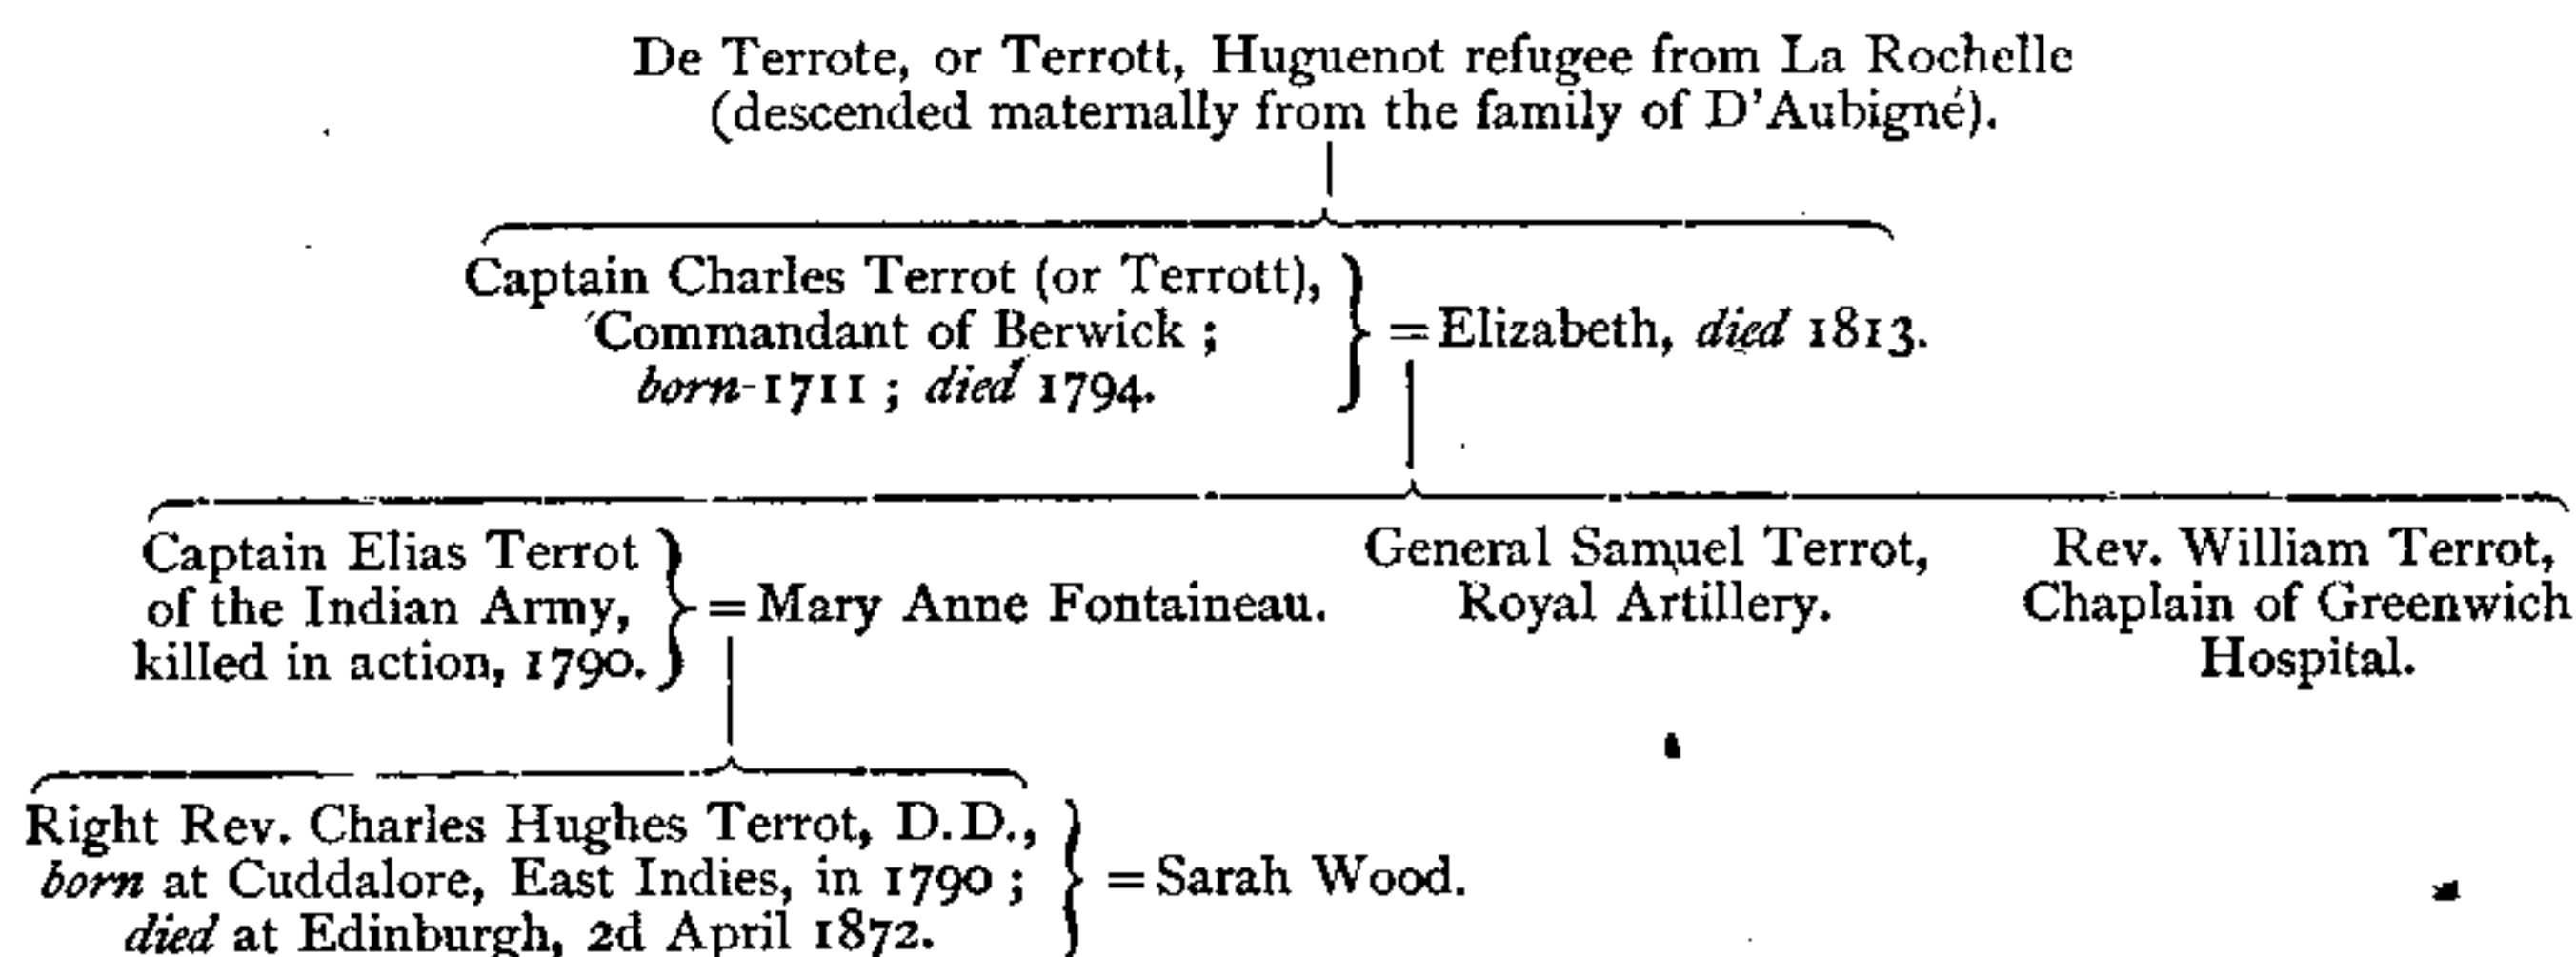 De Terrote, or Terrott, Huguenot refugee from La Rochelle
(descended maternally from the family of D'Aubigné).
Captain Charles Terrot (or Terrott),
Commandant of Berwick ;
born 1711 ; died 1794.
= Elizabeth, died 1813.
Captain Elias Terrot
of the Indian Army,
killed in action, 1790.
= Mary Anne Fontaineau.
General Samuel Terrot,
Royal Artillery.
Rev. William Terrot,
Chaplain of Greenwich
Hospital.
Right Rev. Charles Hughes Terrot, D.D.,
born at Cuddalore, East Indies, in 1790 ;
died at Edinburgh, 2d April 1872.
= Sarah Wood.